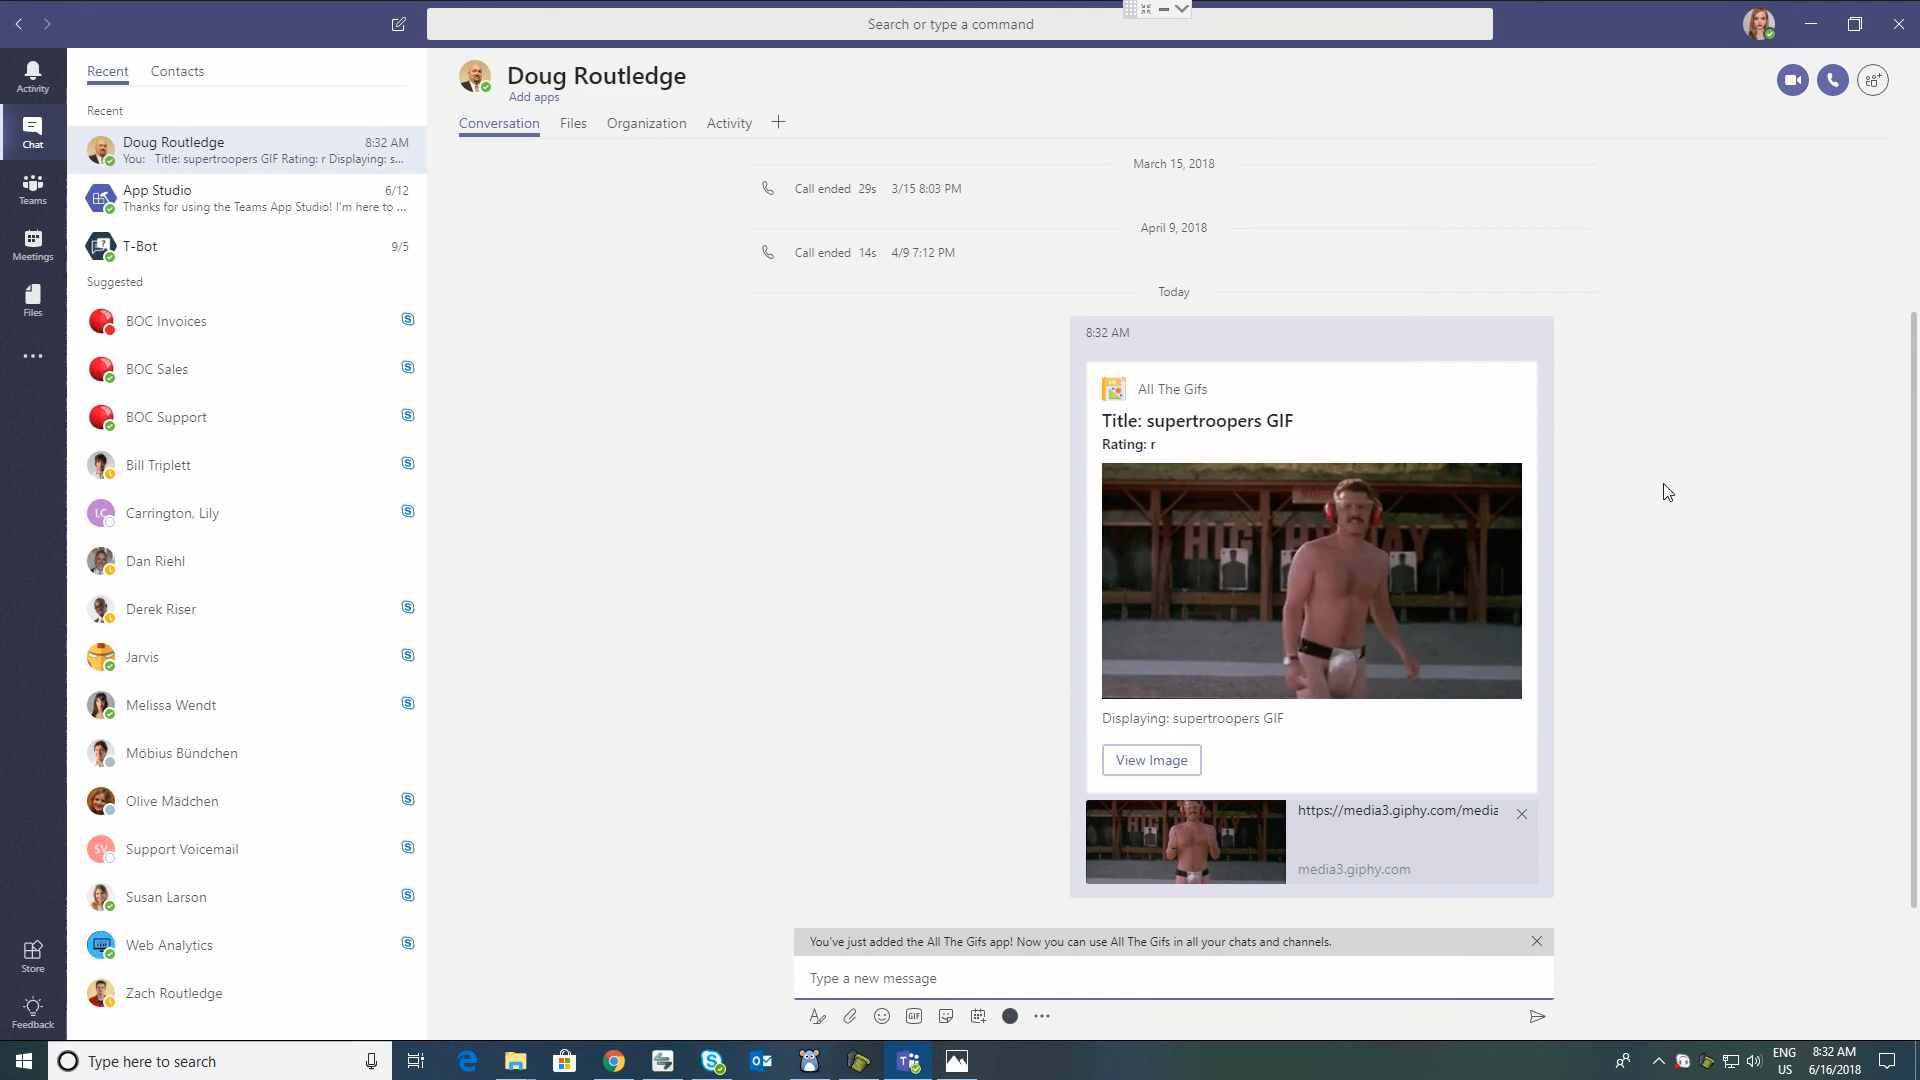 Search or type a command
Activity
Chat
Teams
Meetings
Files
Store
Feedback
Recent Contacts
Recent
Doug Routledge 8:32 AM
You: Title: supertroopers GIF Rating: r Displaying: s...
App Studio 6/12
Thanks for using the Teams App Studio! I'm here to ...
T-Bot 9/5
Suggested
BOC Invoices
BOC Sales
BOC Support
Bill Triplett
LC Carrington, Lily
Dan Riehl
Derek Riser
Jarvis
Melissa Wendt
Möbius Bündchen
Olive Mädchen
SV Support Voicemail
Susan Larson
Web Analytics
Zach Routledge
Doug Routledge
Add apps
Conversation Files Organization Activity
March 15, 2018
Call ended 29s 3/15 8:03 PM
April 9, 2018
Call ended 14s 4/9 7:12 PM
Today
8:32 AM
All The Gifs
Title: supertroopers GIF
Rating: r
Displaying: supertroopers GIF
View Image
https://media3.giphy.com/media
media3.giphy.com
You've just added the All The Gifs app! Now you can use All The Gifs in all your chats and channels.
Type a new message
GIF
Type here to search
ENG
US
8:32 AM
6/16/2018